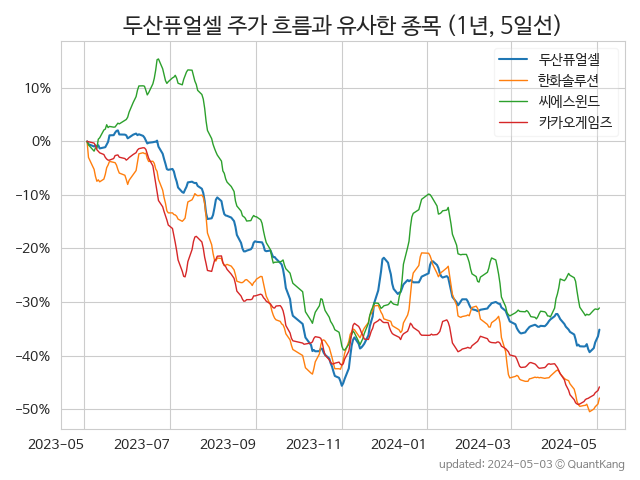 두산퓨얼셀 주가 흐름과 유사한 종목 (1년, 5일선)
두산퓨얼셀
한화솔루션
씨에스윈드
카카오게임즈
10%
0%
−10%
−20%
−30%
−40%
−50%
2023-05 2023-07 2023-09 2023-11 2024-01 2024-03 2024-05
updated: 2024-05-03 © QuantKang